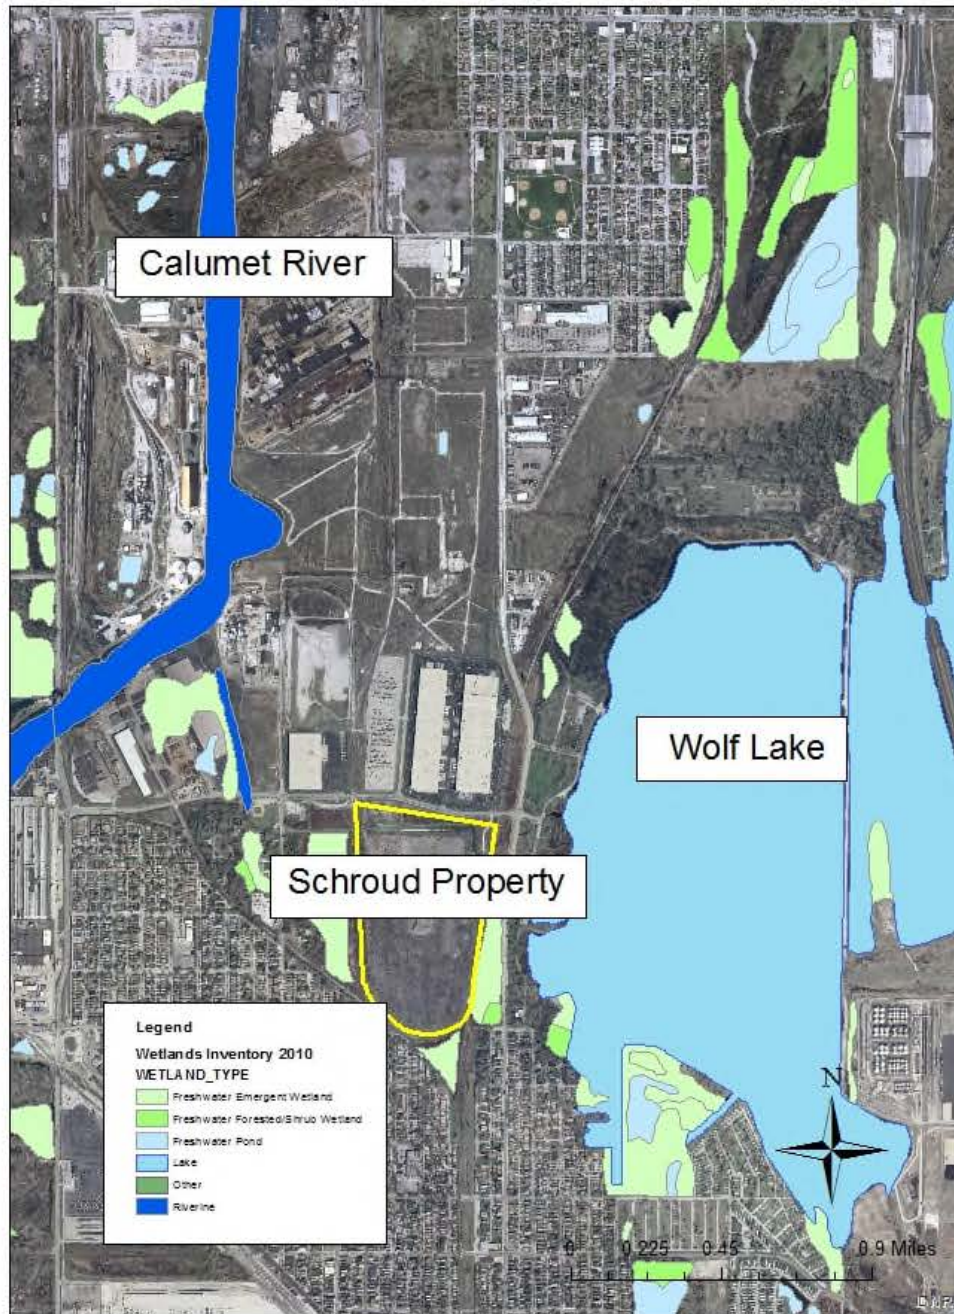 Calumet River
Wolf Lake
Schroud Property
Legend
Wetlands Inventory 2010
WETLAND_TYPE
Freshwater Emergent Wetland
Freshwater Forested/Shrub Wetland
Freshwater Pond
Lake
Other
Riverine
N
0 0.225 0.45 0.9 Miles